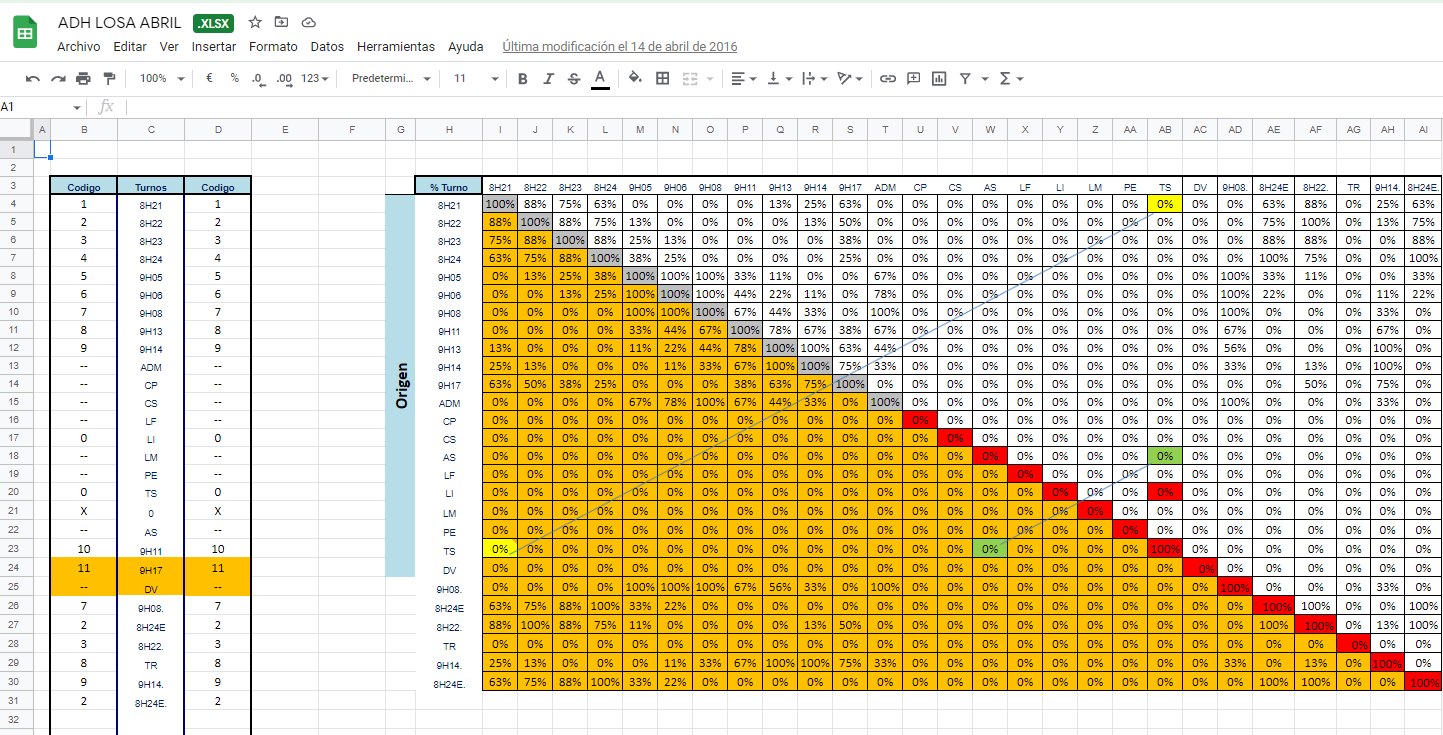 ADH LOSA ABRIL .XLSX
Archivo Editar Ver Insertar Formato Datos Herramientas Ayuda Última modificación el 14 de abril de 2016
100% € % .0 .00 123 Predetermi... 11 B I S A
A1 fx
A B C D E F G H I J K L M N O P Q R S T U V W X Y Z AA AB AC AD AE AF AG AH AI
1
2
3 Codigo Turnos Codigo % Turno 8H21 8H22 8H23 8H24 9H05 9H06 9H08 9H11 9H13 9H14 9H17 ADM CP CS AS LF LI LM PE TS DV 9H08. 8H24E 8H22. TR 9H14. 8H24E.
4 1 8H21 1 8H21 100% 88% 75% 63% 0% 0% 0% 0% 13% 25% 63% 0% 0% 0% 0% 0% 0% 0% 0% 0% 0% 0% 63% 88% 0% 25% 63%
5 2 8H22 2 8H22 88% 100% 88% 75% 13% 0% 0% 0% 0% 13% 50% 0% 0% 0% 0% 0% 0% 0% 0% 0% 0% 0% 75% 100% 0% 13% 75%
6 3 8H23 3 8H23 75% 88% 100% 88% 25% 13% 0% 0% 0% 0% 38% 0% 0% 0% 0% 0% 0% 0% 0% 0% 0% 0% 88% 88% 0% 0% 88%
7 4 8H24 4 8H24 63% 75% 88% 100% 38% 25% 0% 0% 0% 0% 25% 0% 0% 0% 0% 0% 0% 0% 0% 0% 0% 0% 100% 75% 0% 0% 100%
8 5 9H05 5 9H05 0% 13% 25% 38% 100% 100% 100% 33% 11% 0% 0% 67% 0% 0% 0% 0% 0% 0% 0% 0% 0% 100% 33% 11% 0% 0% 33%
9 6 9H06 6 9H06 0% 0% 13% 25% 100% 100% 100% 44% 22% 11% 0% 78% 0% 0% 0% 0% 0% 0% 0% 0% 0% 100% 22% 0% 0% 11% 22%
10 7 9H08 7 9H08 0% 0% 0% 0% 100% 100% 100% 67% 44% 33% 0% 100% 0% 0% 0% 0% 0% 0% 0% 0% 0% 100% 0% 0% 0% 33% 0%
11 8 9H13 8 9H11 0% 0% 0% 0% 33% 44% 67% 100% 78% 67% 38% 67% 0% 0% 0% 0% 0% 0% 0% 0% 0% 67% 0% 0% 0% 67% 0%
12 9 9H14 9 9H13 13% 0% 0% 0% 11% 22% 44% 78% 100% 100% 63% 44% 0% 0% 0% 0% 0% 0% 0% 0% 0% 56% 0% 0% 0% 100% 0%
13 -- ADM -- 9H14 25% 13% 0% 0% 0% 11% 33% 67% 100% 100% 75% 33% 0% 0% 0% 0% 0% 0% 0% 0% 0% 33% 0% 13% 0% 100% 0%
14 -- CP -- 9H17 63% 50% 38% 25% 0% 0% 0% 38% 63% 75% 100% 0% 0% 0% 0% 0% 0% 0% 0% 0% 0% 0% 0% 50% 0% 75% 0%
Origen
15 -- CS -- ADM 0% 0% 0% 0% 67% 78% 100% 67% 44% 33% 0% 100% 0% 0% 0% 0% 0% 0% 0% 0% 0% 100% 0% 0% 0% 33% 0%
16 -- LF -- CP 0% 0% 0% 0% 0% 0% 0% 0% 0% 0% 0% 0% 0% 0% 0% 0% 0% 0% 0% 0% 0% 0% 0% 0% 0% 0% 0%
17 0 LI 0 CS 0% 0% 0% 0% 0% 0% 0% 0% 0% 0% 0% 0% 0% 0% 0% 0% 0% 0% 0% 0% 0% 0% 0% 0% 0% 0% 0%
18 -- LM -- AS 0% 0% 0% 0% 0% 0% 0% 0% 0% 0% 0% 0% 0% 0% 0% 0% 0% 0% 0% 0% 0% 0% 0% 0% 0% 0% 0%
19 -- PE -- LF 0% 0% 0% 0% 0% 0% 0% 0% 0% 0% 0% 0% 0% 0% 0% 0% 0% 0% 0% 0% 0% 0% 0% 0% 0% 0% 0%
20 0 TS 0 LI 0% 0% 0% 0% 0% 0% 0% 0% 0% 0% 0% 0% 0% 0% 0% 0% 0% 0% 0% 0% 0% 0% 0% 0% 0% 0% 0%
21 X 0 X LM 0% 0% 0% 0% 0% 0% 0% 0% 0% 0% 0% 0% 0% 0% 0% 0% 0% 0% 0% 0% 0% 0% 0% 0% 0% 0% 0%
22 -- AS -- PE 0% 0% 0% 0% 0% 0% 0% 0% 0% 0% 0% 0% 0% 0% 0% 0% 0% 0% 0% 0% 0% 0% 0% 0% 0% 0% 0%
23 10 9H11 10 TS 0% 0% 0% 0% 0% 0% 0% 0% 0% 0% 0% 0% 0% 0% 0% 0% 0% 0% 0% 100% 0% 0% 0% 0% 0% 0% 0%
24 11 9H17 11 DV 0% 0% 0% 0% 0% 0% 0% 0% 0% 0% 0% 0% 0% 0% 0% 0% 0% 0% 0% 0% 0% 0% 0% 0% 0% 0% 0%
25 -- DV -- 9H08. 0% 0% 0% 0% 100% 100% 100% 67% 56% 33% 0% 100% 0% 0% 0% 0% 0% 0% 0% 0% 0% 100% 0% 0% 0% 33% 0%
26 7 9H08. 7 8H24E 63% 75% 88% 100% 33% 22% 0% 0% 0% 0% 0% 0% 0% 0% 0% 0% 0% 0% 0% 0% 0% 0% 100% 100% 0% 0% 100%
27 2 8H24E 2 8H22. 88% 100% 88% 75% 11% 0% 0% 0% 0% 13% 50% 0% 0% 0% 0% 0% 0% 0% 0% 0% 0% 0% 100% 100% 0% 13% 100%
28 3 8H22. 3 TR 0% 0% 0% 0% 0% 0% 0% 0% 0% 0% 0% 0% 0% 0% 0% 0% 0% 0% 0% 0% 0% 0% 0% 0% 0% 0% 0%
29 8 TR 8 9H14. 25% 13% 0% 0% 0% 11% 33% 67% 100% 100% 75% 33% 0% 0% 0% 0% 0% 0% 0% 0% 0% 33% 0% 13% 0% 100% 0%
30 9 9H14. 9 8H24E. 63% 75% 88% 100% 33% 22% 0% 0% 0% 0% 0% 0% 0% 0% 0% 0% 0% 0% 0% 0% 0% 0% 100% 100% 0% 0% 100%
31 2 8H24E. 2
32